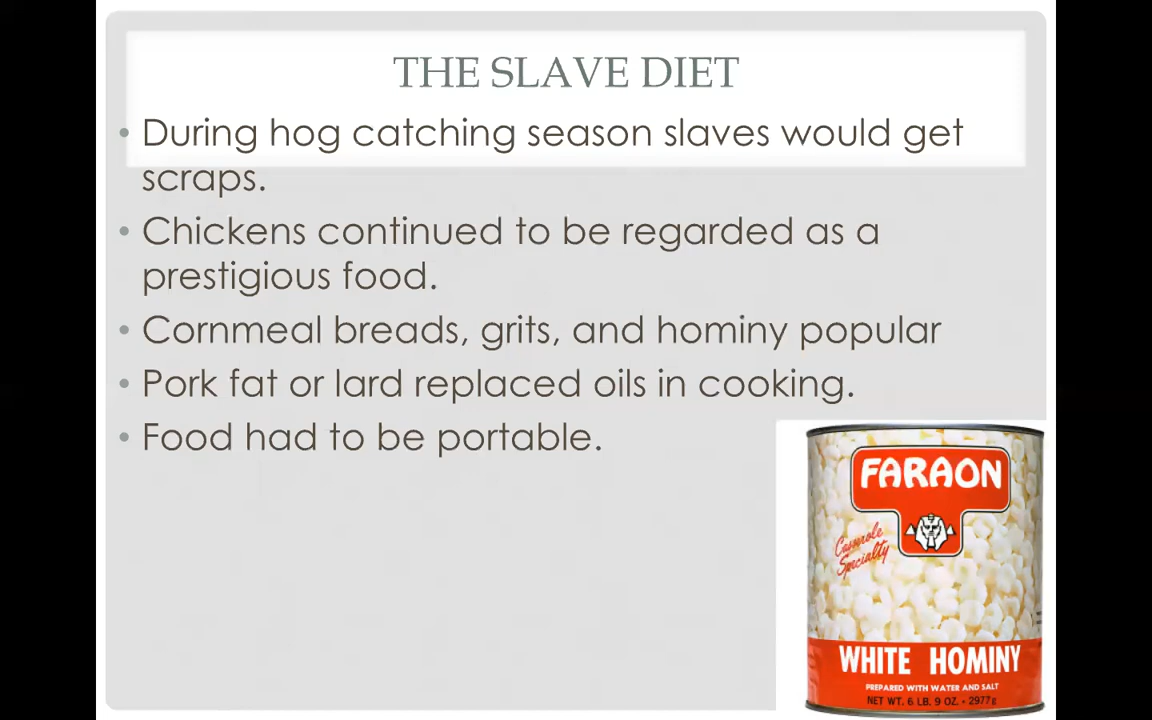 THE SLAVE DIET
• During hog catching season slaves would get
scraps.
• Chickens continued to be regarded as a
prestigious food.
• Cornmeal breads, grits, and hominy popular
• Pork fat or lard replaced oils in cooking.
• Food had to be portable.
FARAON
Casserole
Specialty
WHITE HOMINY
PREPARED WITH WATER AND SALT
NET WT. 6 LB. 9 OZ. • 2977g